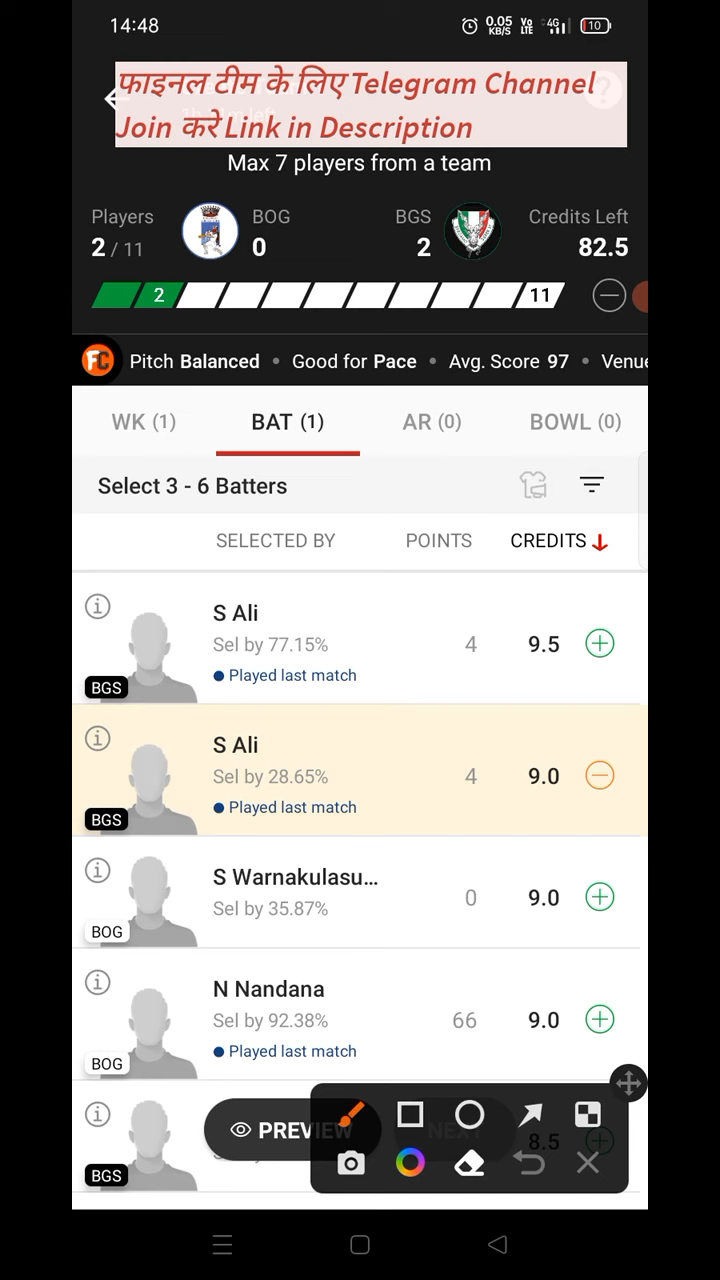 14:48
0.05 KB/S Vo LTE 4G 10
फाइनल टीम के लिए Telegram Channel
Join करे Link in Description
Max 7 players from a team
Players BOG BGS Credits Left
2 / 11 0 2 82.5
2 11
FC Pitch Balanced • Good for Pace • Avg. Score 97 • Venue
WK (1) BAT (1) AR (0) BOWL (0)
Select 3 - 6 Batters
SELECTED BY POINTS CREDITS
S Ali
Sel by 77.15% 4 9.5
Played last match
BGS
S Ali
Sel by 28.65% 4 9.0
Played last match
BGS
S Warnakulasu...
Sel by 35.87% 0 9.0
BOG
N Nandana
Sel by 92.38% 66 9.0
Played last match
BOG
PREVIEW NEXT 8.5
BGS